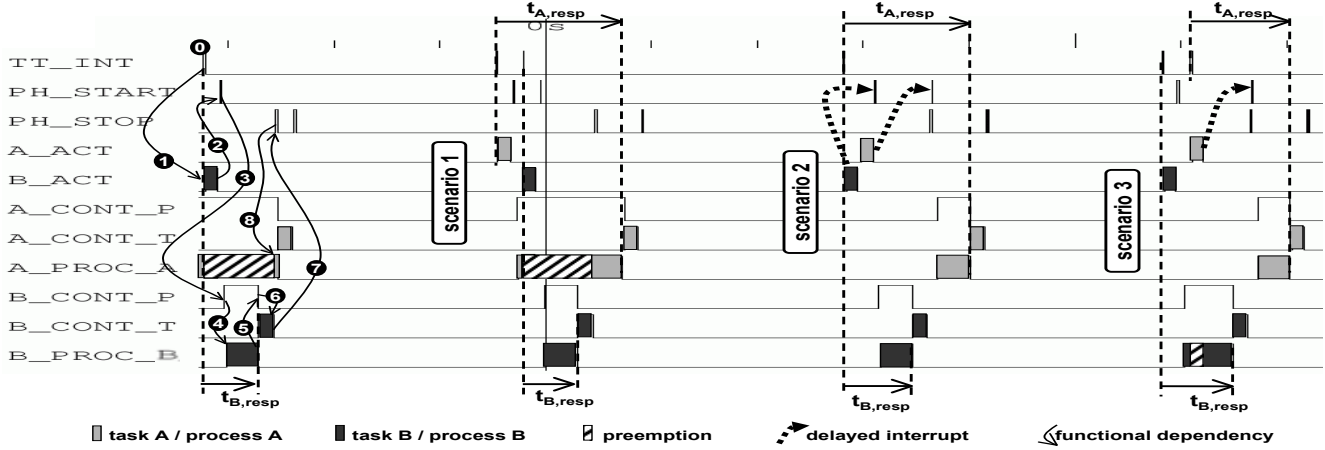 tA,resp tA,resp tA,resp
0s
TT_INT
PH_START
PH_STOP
A_ACT
B_ACT
A_CONT_P
A_CONT_T
A_PROC_A
B_CONT_P
B_CONT_T
B_PROC_B
0
1
2
3
4
5
6
7
8
scenario 1
scenario 2
scenario 3
tB,resp tB,resp tB,resp tB,resp
task A / process A task B / process B preemption delayed interrupt functional dependency